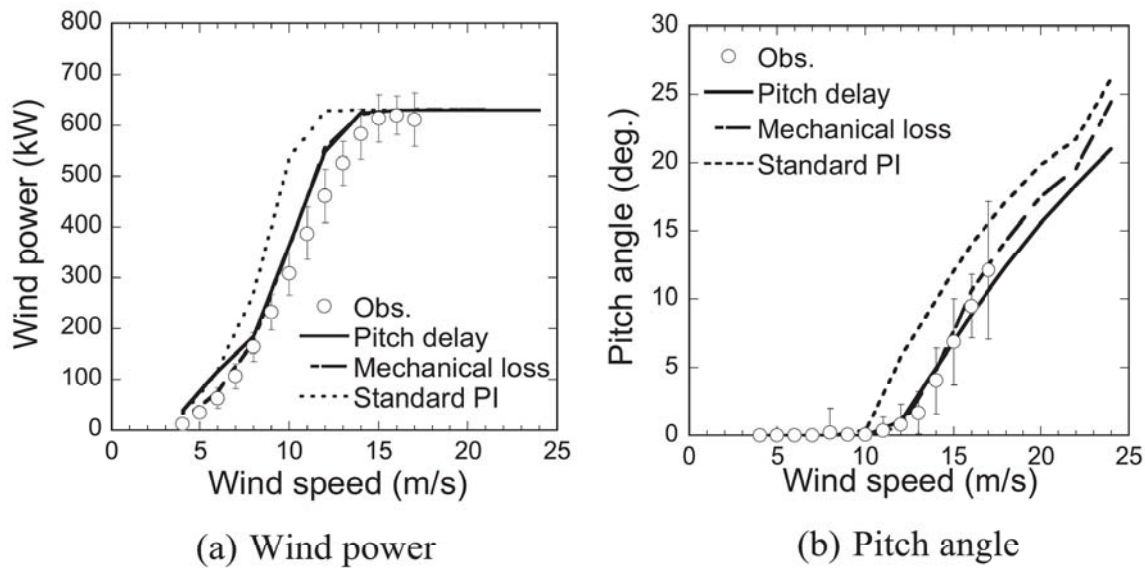 800
700
600
500
400
300
200
100
0
0 5 10 15 20 25
Wind power (kW)
Wind speed (m/s)
Obs.
Pitch delay
Mechanical loss
Standard PI
(a) Wind power
30
25
20
15
10
5
0
0 5 10 15 20 25
Pitch angle (deg.)
Wind speed (m/s)
Obs.
Pitch delay
Mechanical loss
Standard PI
(b) Pitch angle